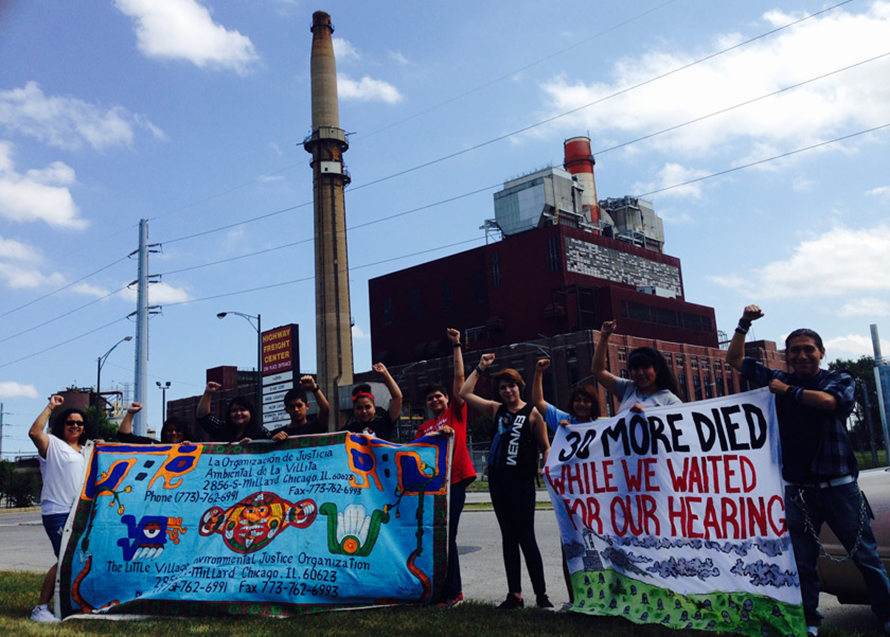 HIGHWAY
FREIGHT
CENTER
La Organización de Justicia
Ambiental de la Villita
2856-S-Millard Chicago, IL. 60623
Phone (773)-762-6991 Fax-773-762-6993
The Little Village Environmental Justice Organization
Millard Chicago. IL. 60623
762-6991 Fax 773-762-6993
30 MORE DIED
WHILE WE WAITED
FOR OUR HEARING